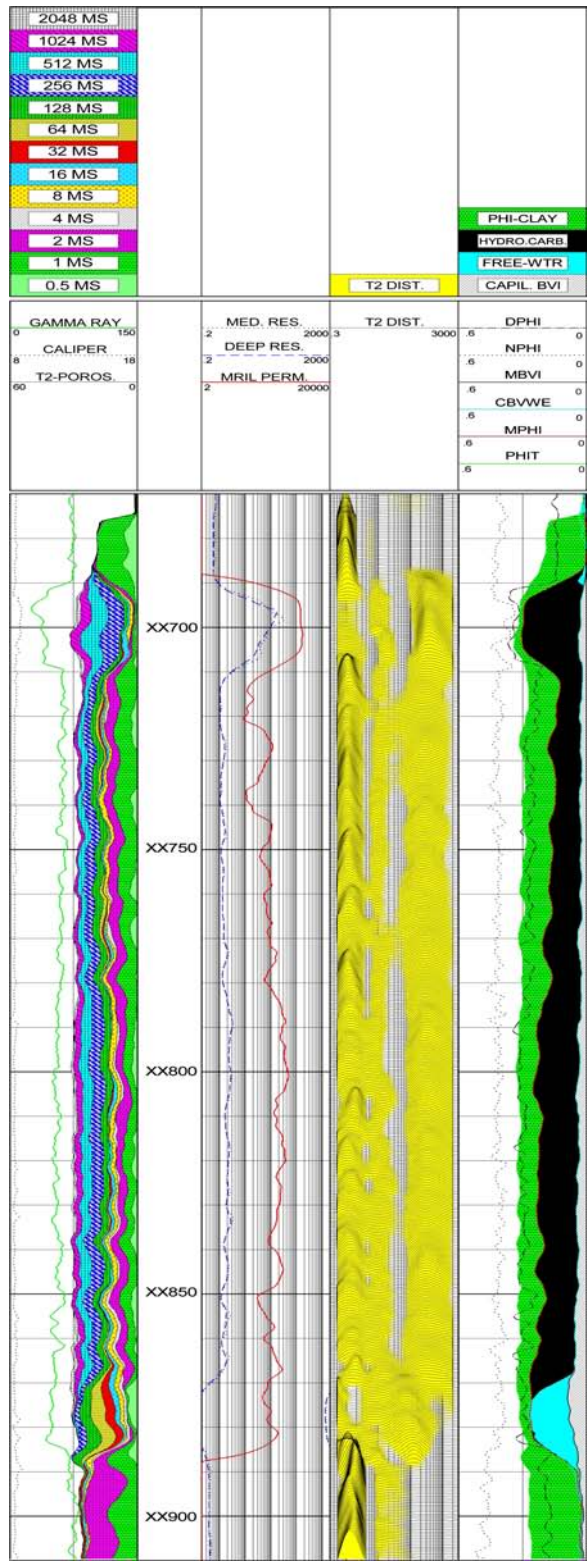 2048 MS
1024 MS
512 MS
256 MS
128 MS
64 MS
32 MS
16 MS
8 MS
4 MS
2 MS
1 MS
0.5 MS
T2 DIST.
PHI-CLAY
HYDRO.CARB.
FREE-WTR
CAPIL. BVI
GAMMA RAY
0 150
CALIPER
8 18
T2-POROS.
60 0
MED. RES.
.2 2000
DEEP RES.
.2 2000
MRIL PERM.
.2 20000
T2 DIST.
.3 3000
DPHI
.6 0
NPHI
.6 0
MBVI
.6 0
CBVWE
.6 0
MPHI
.6 0
PHIT
.6 0
XX700
XX750
XX800
XX850
XX900